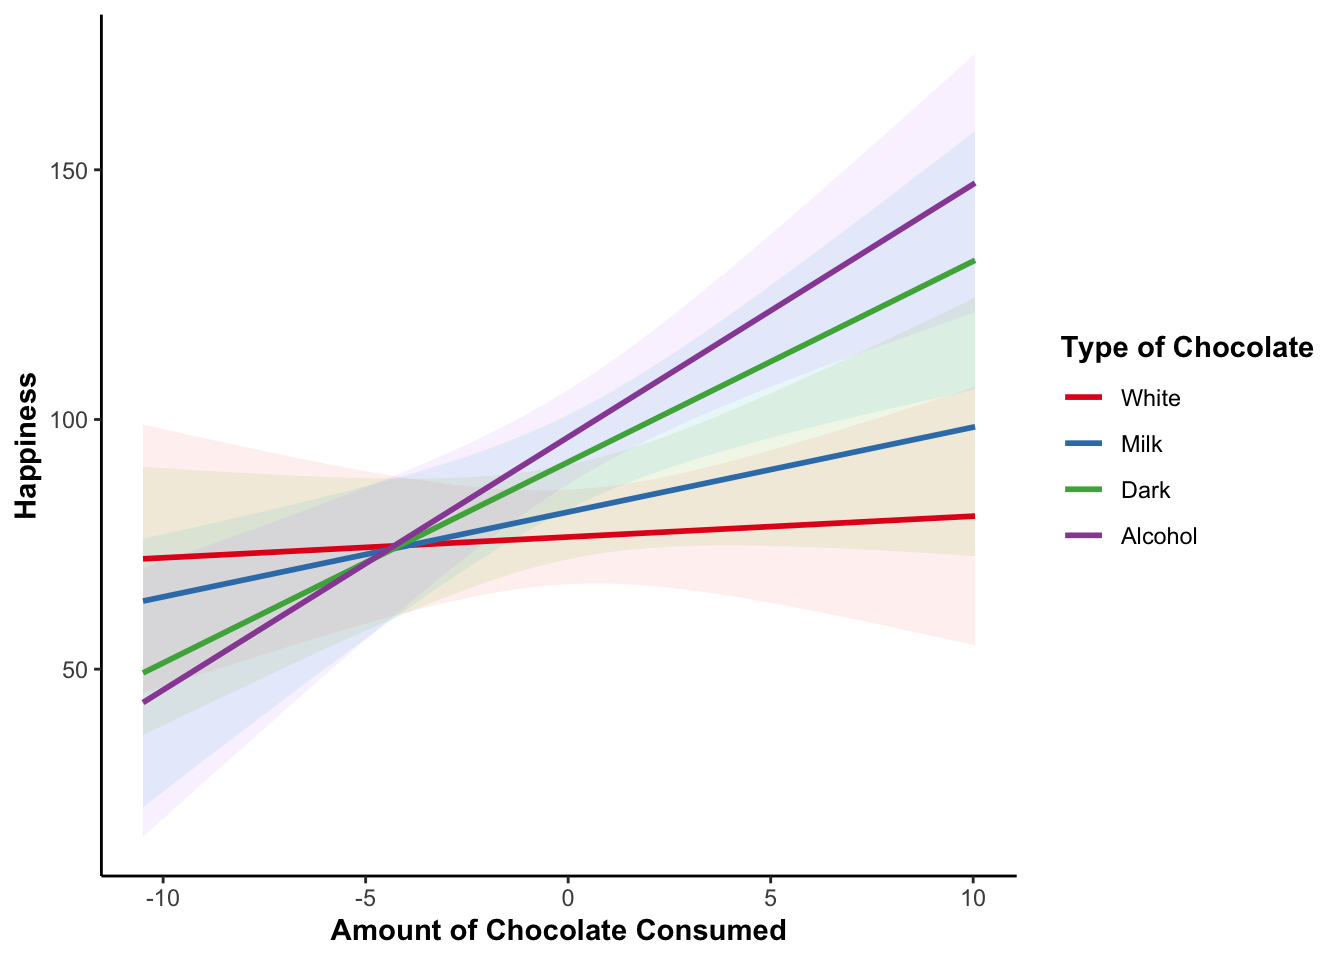 150
100
50
Happiness
-10 -5 0 5 10
Amount of Chocolate Consumed
Type of Chocolate
White
Milk
Dark
Alcohol